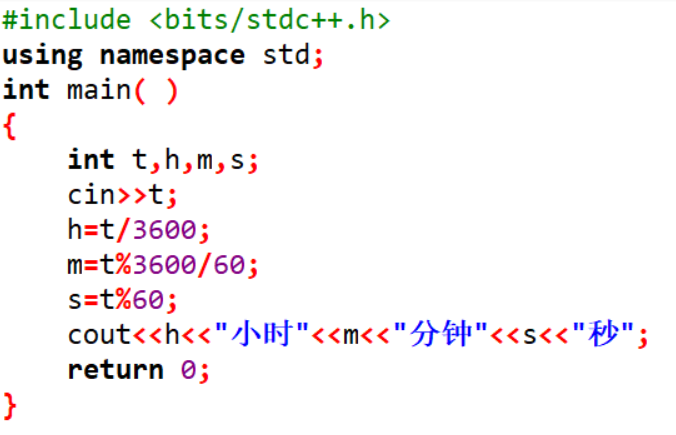 #include <bits/stdc++.h>
using namespace std;
int main( )
{
    int t,h,m,s;
    cin>>t;
    h=t/3600;
    m=t%3600/60;
    s=t%60;
    cout<<h<<"小时"<<m<<"分钟"<<s<<"秒";
    return 0;
}